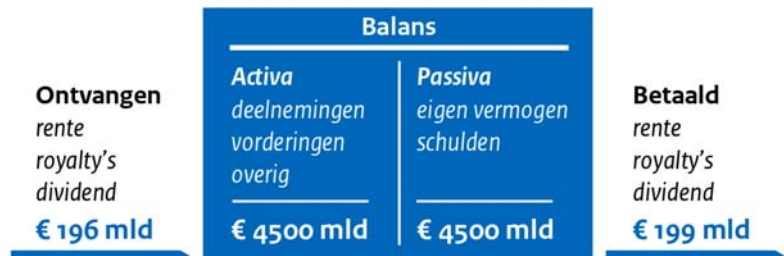 Ontvangen
rente
royalty's
dividend
€ 196 mld
Balans
Activa
deelnemingen
vorderingen
overig
€ 4500 mld
Passiva
eigen vermogen
schulden
€ 4500 mld
Betaald
rente
royalty's
dividend
€ 199 mld